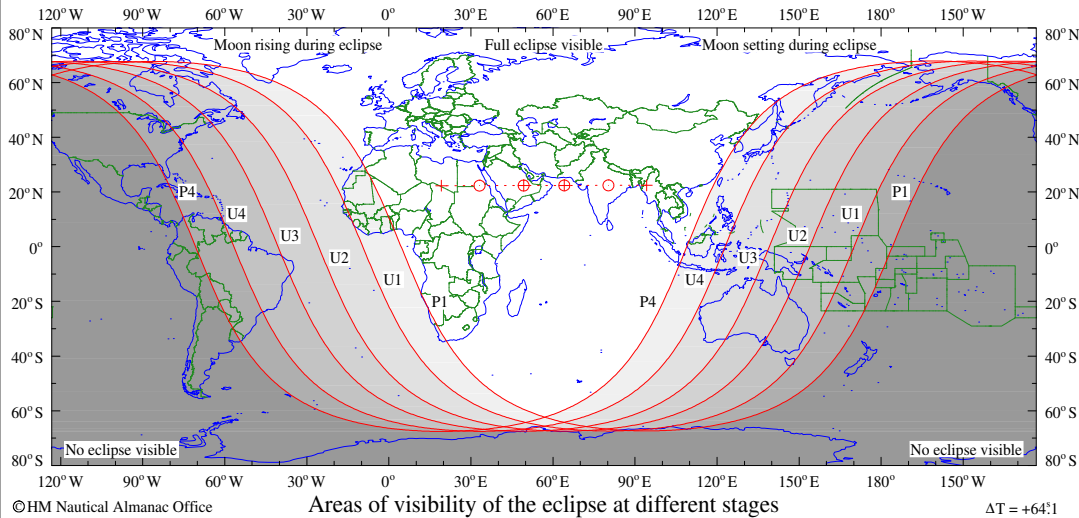 120°W 90°W 60°W 30°W 0° 30°E 60°E 90°E 120°E 150°E 180° 150°W
80°N 80°N
Moon rising during eclipse Full eclipse visible Moon setting during eclipse
60°N 60°N
40°N 40°N
20°N P4 P1 20°N
U4 U1
U3 U2
0° 0°
U2 U3
U1 U4
20°S P1 P4 20°S
40°S 40°S
60°S 60°S
No eclipse visible No eclipse visible
80°S 80°S
120°W 90°W 60°W 30°W 0° 30°E 60°E 90°E 120°E 150°E 180° 150°W
©HM Nautical Almanac Office Areas of visibility of the eclipse at different stages ΔT = +64ˢ.1